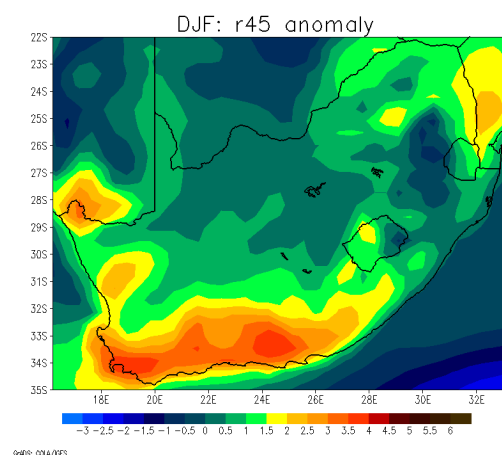 DJF: r45 anomaly
22S
23S
24S
25S
26S
27S
28S
29S
30S
31S
32S
33S
34S
35S
18E 20E 22E 24E 26E 28E 30E 32E
-3 -2.5 -2 -1.5 -1 -0.5 0 0.5 1 1.5 2 2.5 3 3.5 4 4.5 5 5.5 6
GrADS: COLA/IGES